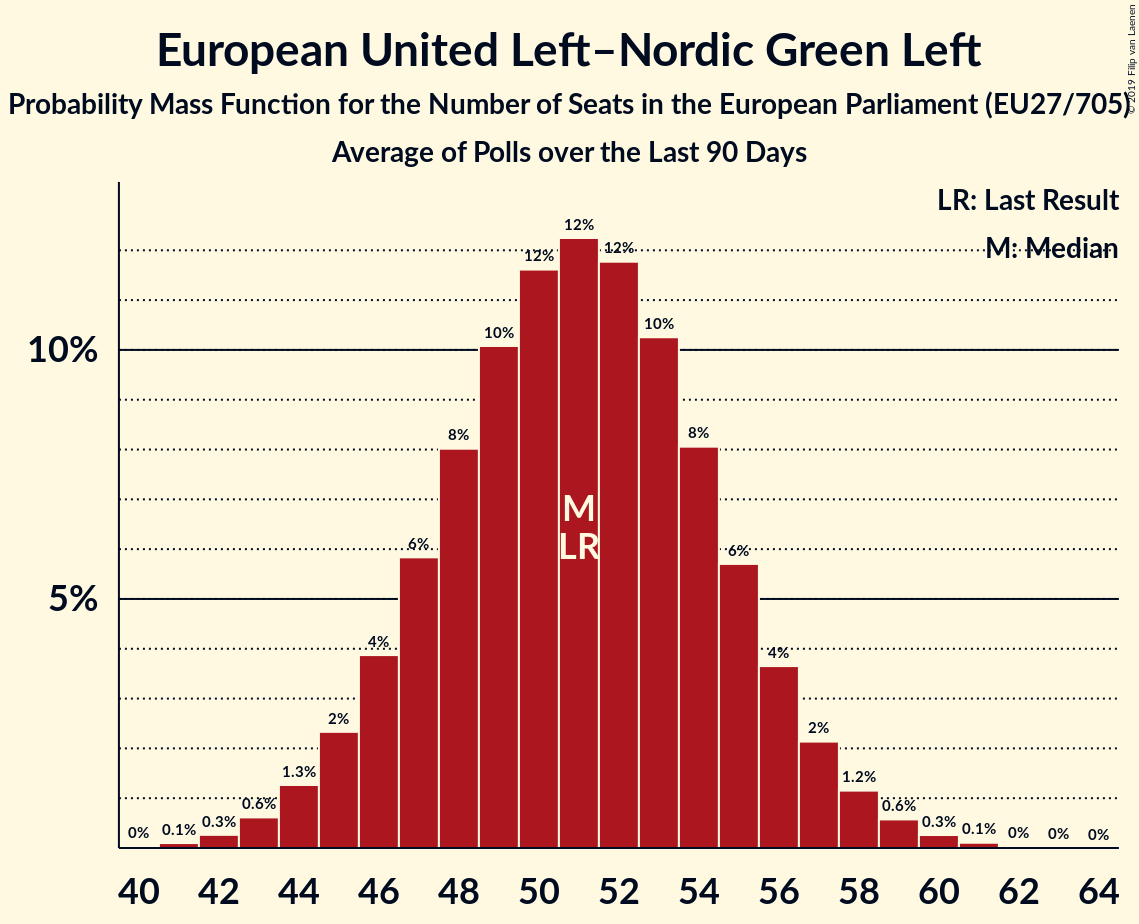 European United Left–Nordic Green Left
Probability Mass Function for the Number of Seats in the European Parliament (EU27/705)
Average of Polls over the Last 90 Days
© 2019 Filip van Laenen
LR: Last Result
M: Median
10%
5%
0% 0.1% 0.3% 0.6% 1.3% 2% 4% 6% 8% 10% 12% 12% 12% 10% 8% 6% 4% 2% 1.2% 0.6% 0.3% 0.1% 0% 0% 0%
M
LR
40 42 44 46 48 50 52 54 56 58 60 62 64